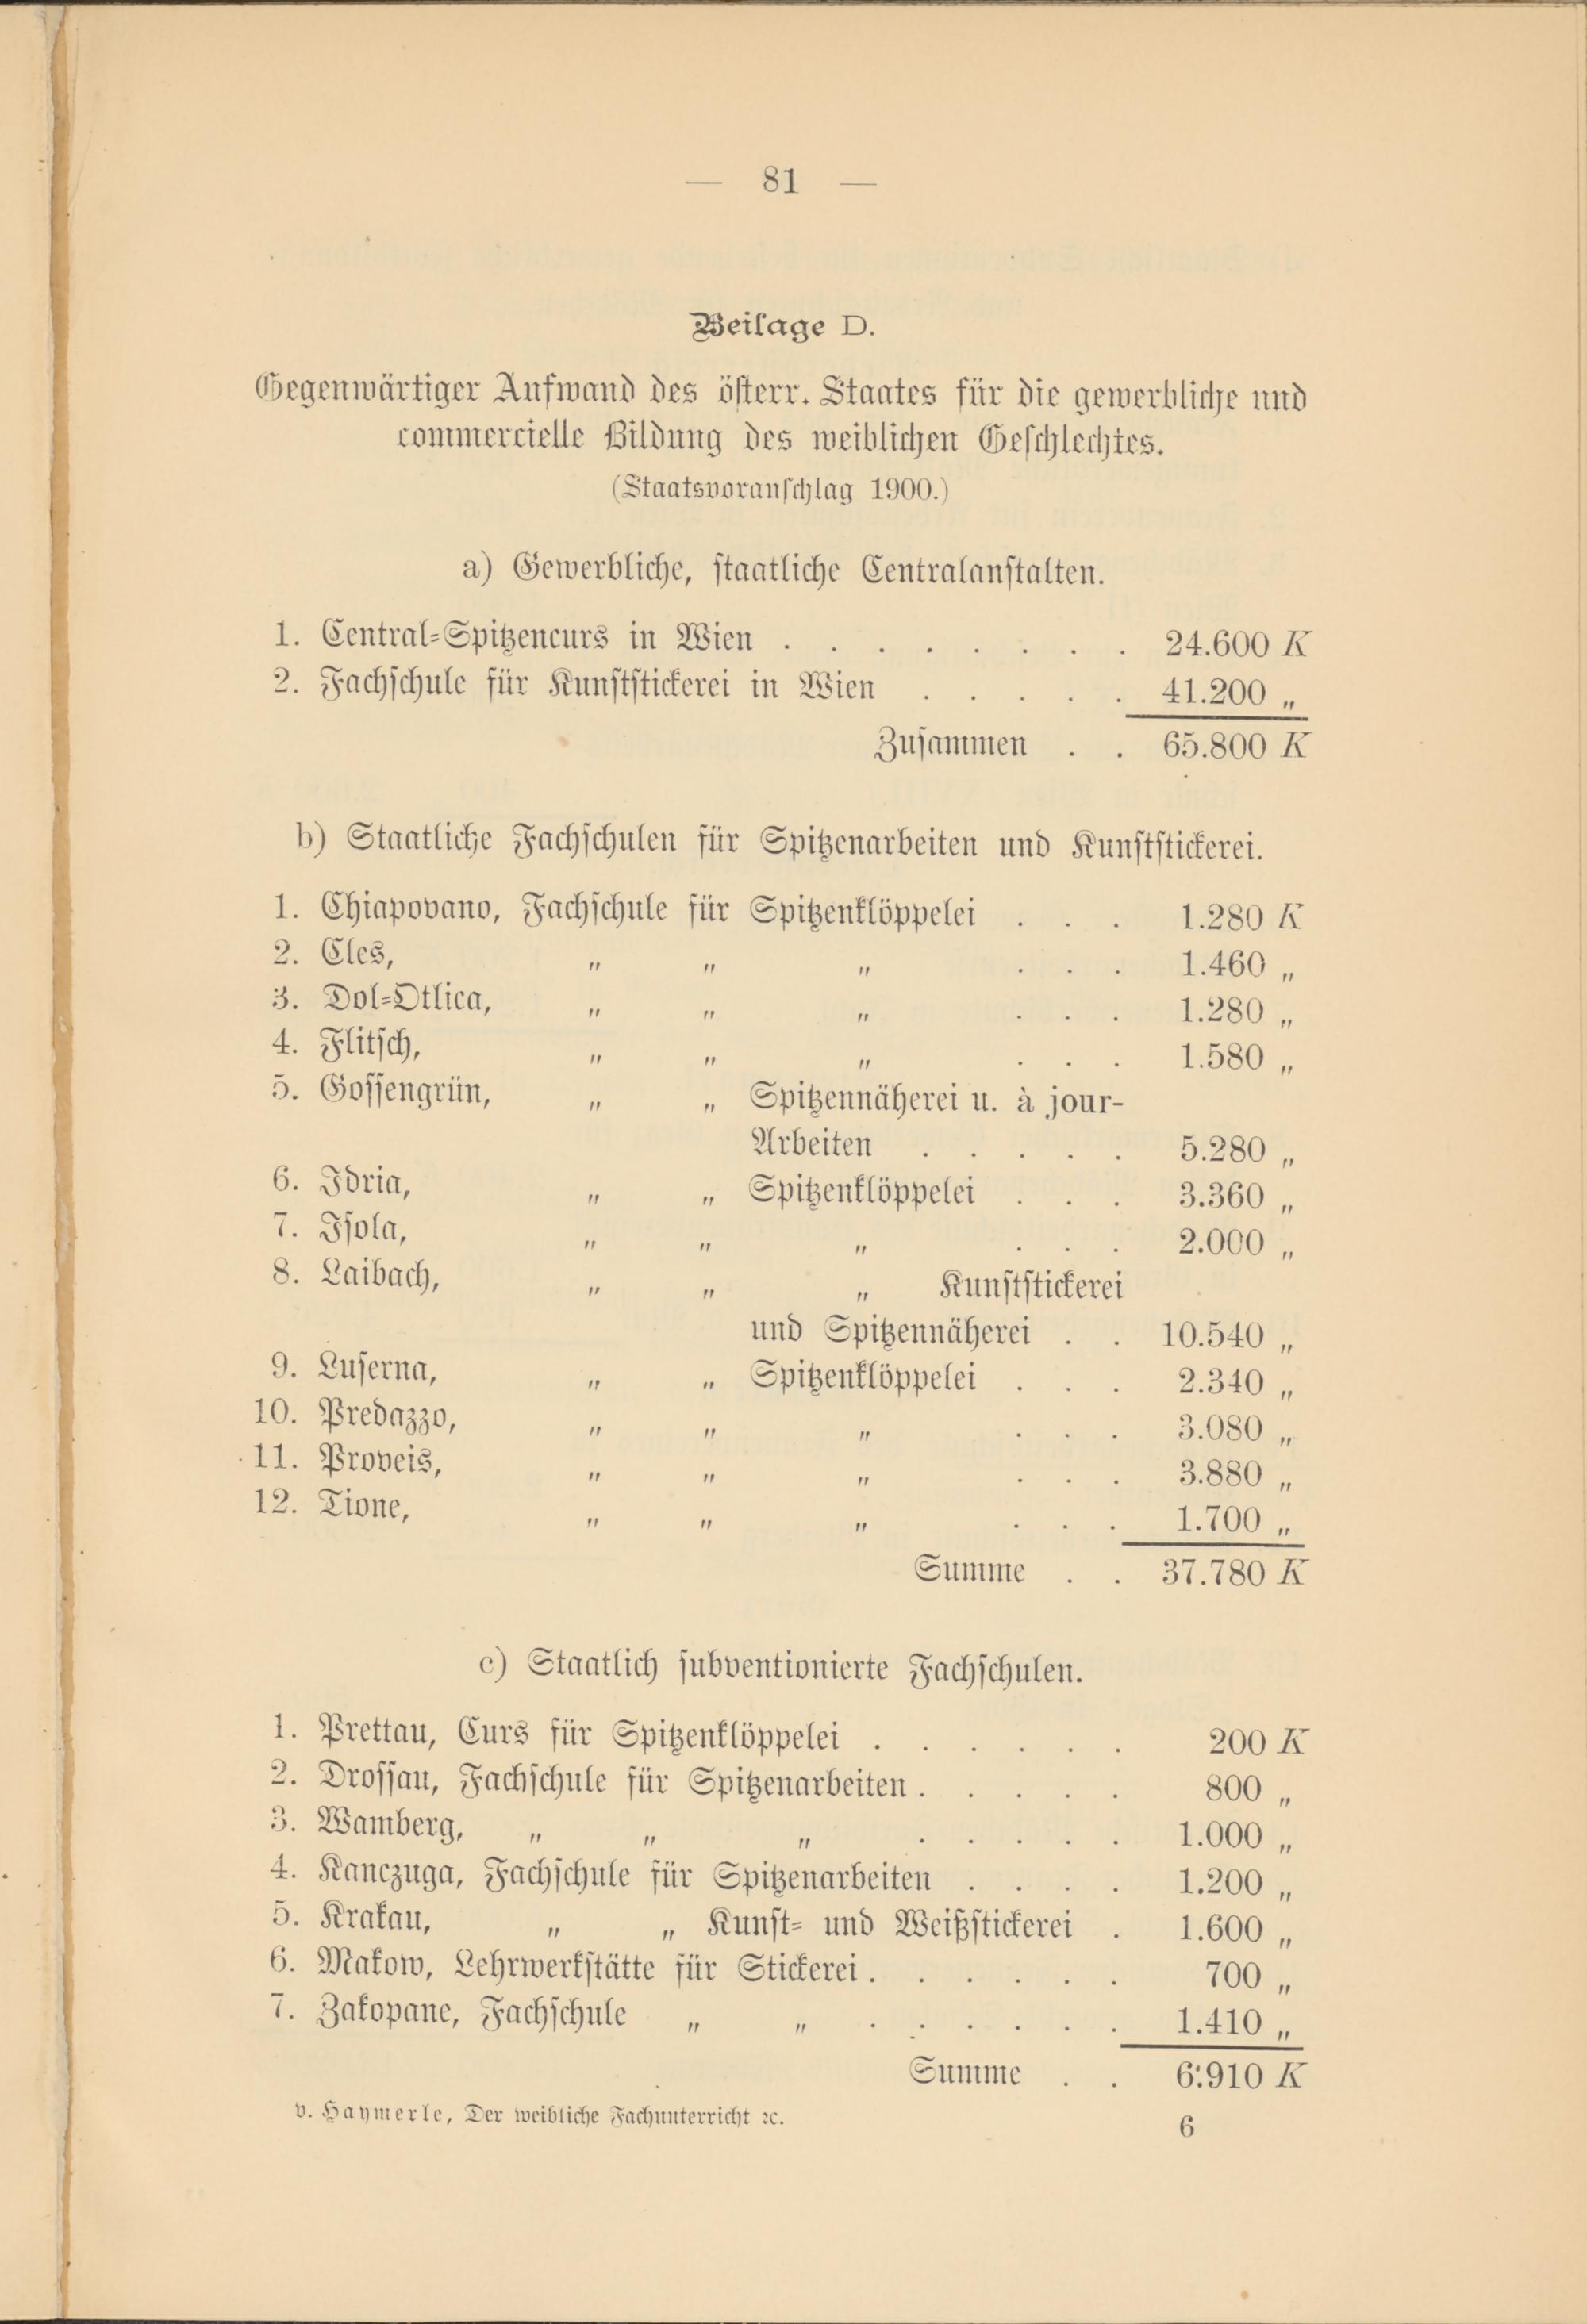 — 81 —
Beilage D.
Gegenwärtiger Aufwand des österr. Staates für die gewerbliche und
commercielle Bildung des weiblichen Geschlechtes.
(Staatsvoranschlag 1900.)
a) Gewerbliche, staatliche Centralanstalten.
1. Central-Spitzencurs in Wien . . . . . . . . 24.600 K
2. Fachschule für Kunststickerei in Wien . . . . . 41.200 „
Zusammen . . 65.800 K
b) Staatliche Fachschulen für Spitzenarbeiten und Kunststickerei.
1. Chiapovano, Fachschule für Spitzenklöppelei . . . 1.280 K
2. Cles, „ „ „ . . . 1.460 „
3. Dol-Otlica, „ „ „ . . . 1.280 „
4. Flitsch, „ „ „ . . . 1.580 „
5. Gossengrün, „ „ Spitzennäherei u. à jour-
Arbeiten . . . . . 5.280 „
6. Idria, „ „ Spitzenklöppelei . . . 3.360 „
7. Isola, „ „ „ . . . 2.000 „
8. Laibach, „ „ „ Kunststickerei
und Spitzennäherei . . 10.540 „
9. Luserna, „ „ Spitzenklöppelei . . . 2.340 „
10. Predazzo, „ „ „ . . . 3.080 „
11. Proveis, „ „ „ . . . 3.880 „
12. Tione, „ „ „ . . . 1.700 „
Summe . . 37.780 K
c) Staatlich subventionierte Fachschulen.
1. Prettau, Curs für Spitzenklöppelei . . . . . . 200 K
2. Drossau, Fachschule für Spitzenarbeiten . . . . . 800 „
3. Wamberg, „ „ „ . . . . . 1.000 „
4. Kanczuga, Fachschule für Spitzenarbeiten . . . . 1.200 „
5. Krakau, „ „ Kunst- und Weißstickerei . 1.600 „
6. Makow, Lehrwerkstätte für Stickerei . . . . . . 700 „
7. Zakopane, Fachschule „ „ . . . . . . 1.410 „
Summe . . 6.910 K
v. Haymerle, Der weibliche Fachunterricht ꝛc. 6